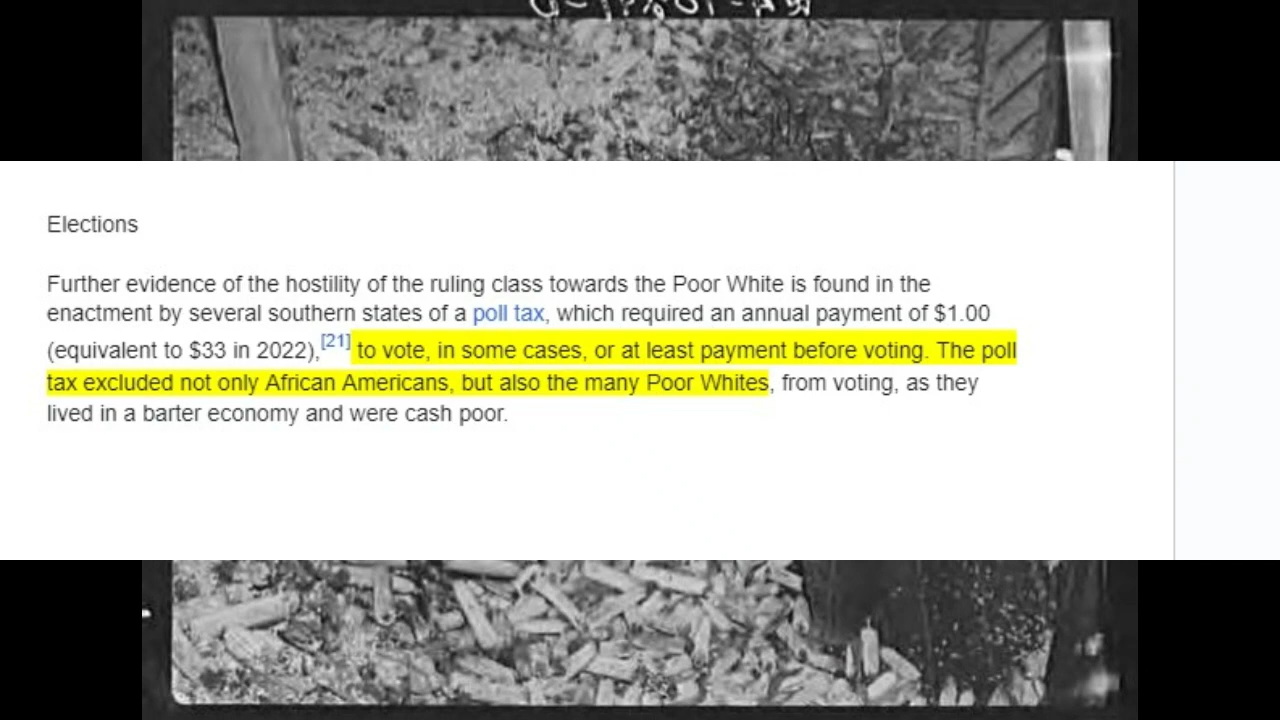 Elections
Further evidence of the hostility of the ruling class towards the Poor White is found in the
enactment by several southern states of a poll tax, which required an annual payment of $1.00
(equivalent to $33 in 2022),[21] to vote, in some cases, or at least payment before voting. The poll
tax excluded not only African Americans, but also the many Poor Whites, from voting, as they
lived in a barter economy and were cash poor.